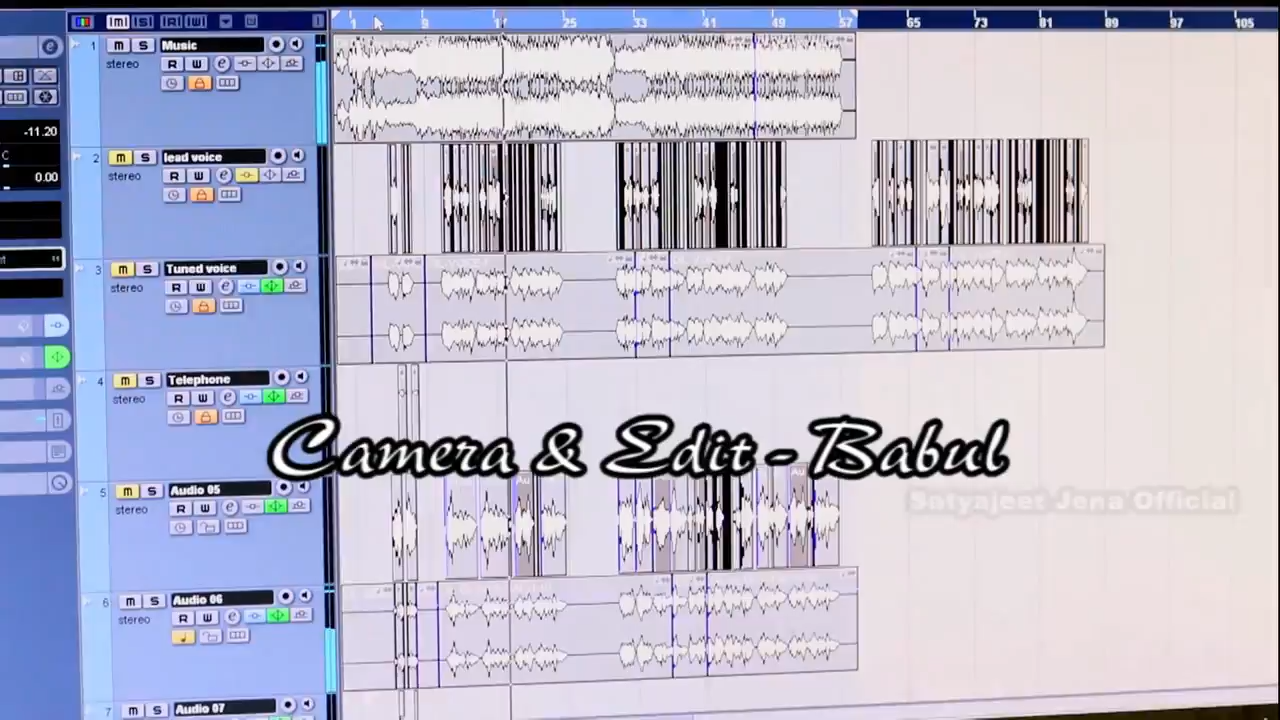 [M] [S] [R] [W]
1 9 17 25 33 41 49 57 65 73 81 89 97 105
1 M S Music
stereo R W e
-11.20
C
0.00
2 M S lead voice
stereo R W e
3 M S Tuned voice
stereo R W e
4 M S Telephone
stereo R W e
Camera & Edit - Babul
Satyajeet Jena Official
5 M S Audio 05
stereo R W e
Au
Au
6 M S Audio 06
stereo R W e
7 M S Audio 07